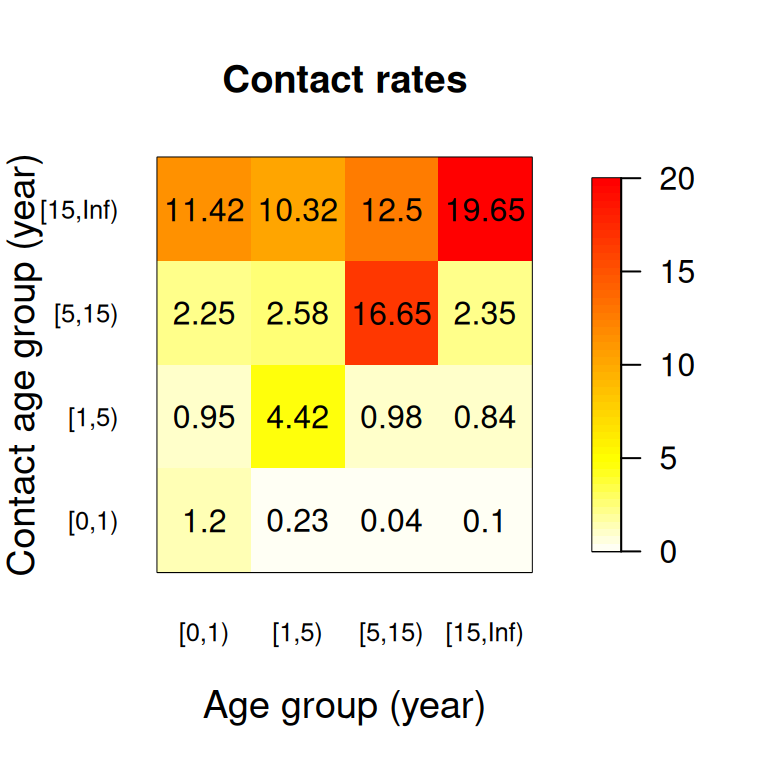 Contact rates
Contact age group (year)
[15,Inf) 11.42 10.32 12.5 19.65
[5,15) 2.25 2.58 16.65 2.35
[1,5) 0.95 4.42 0.98 0.84
[0,1) 1.2 0.23 0.04 0.1
[0,1) [1,5) [5,15) [15,Inf)
Age group (year)
20
15
10
5
0